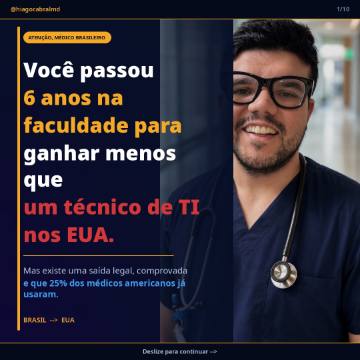 @hiagocabralmd
1/10
ATENÇÃO, MÉDICO BRASILEIRO
Você passou
6 anos na
faculdade para
ganhar menos
que
um técnico de TI
nos EUA.
Mas existe uma saída legal, comprovada
e que 25% dos médicos americanos já
usaram.
BRASIL --> EUA
Deslize para continuar -->